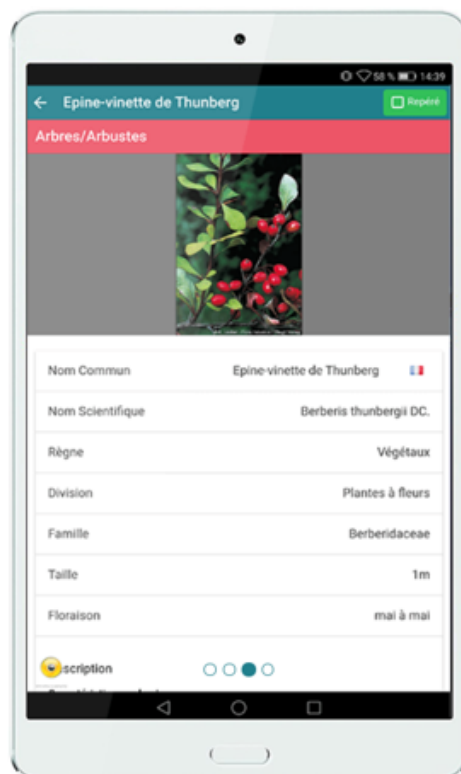 58 % 14:39
Epine-vinette de Thunberg Repéré
Arbres/Arbustes
Nom Commun Epine-vinette de Thunberg
Nom Scientifique Berberis thunbergii DC.
Règne Végétaux
Division Plantes à fleurs
Famille Berberidaceae
Taille 1m
Floraison mai à mai
scription